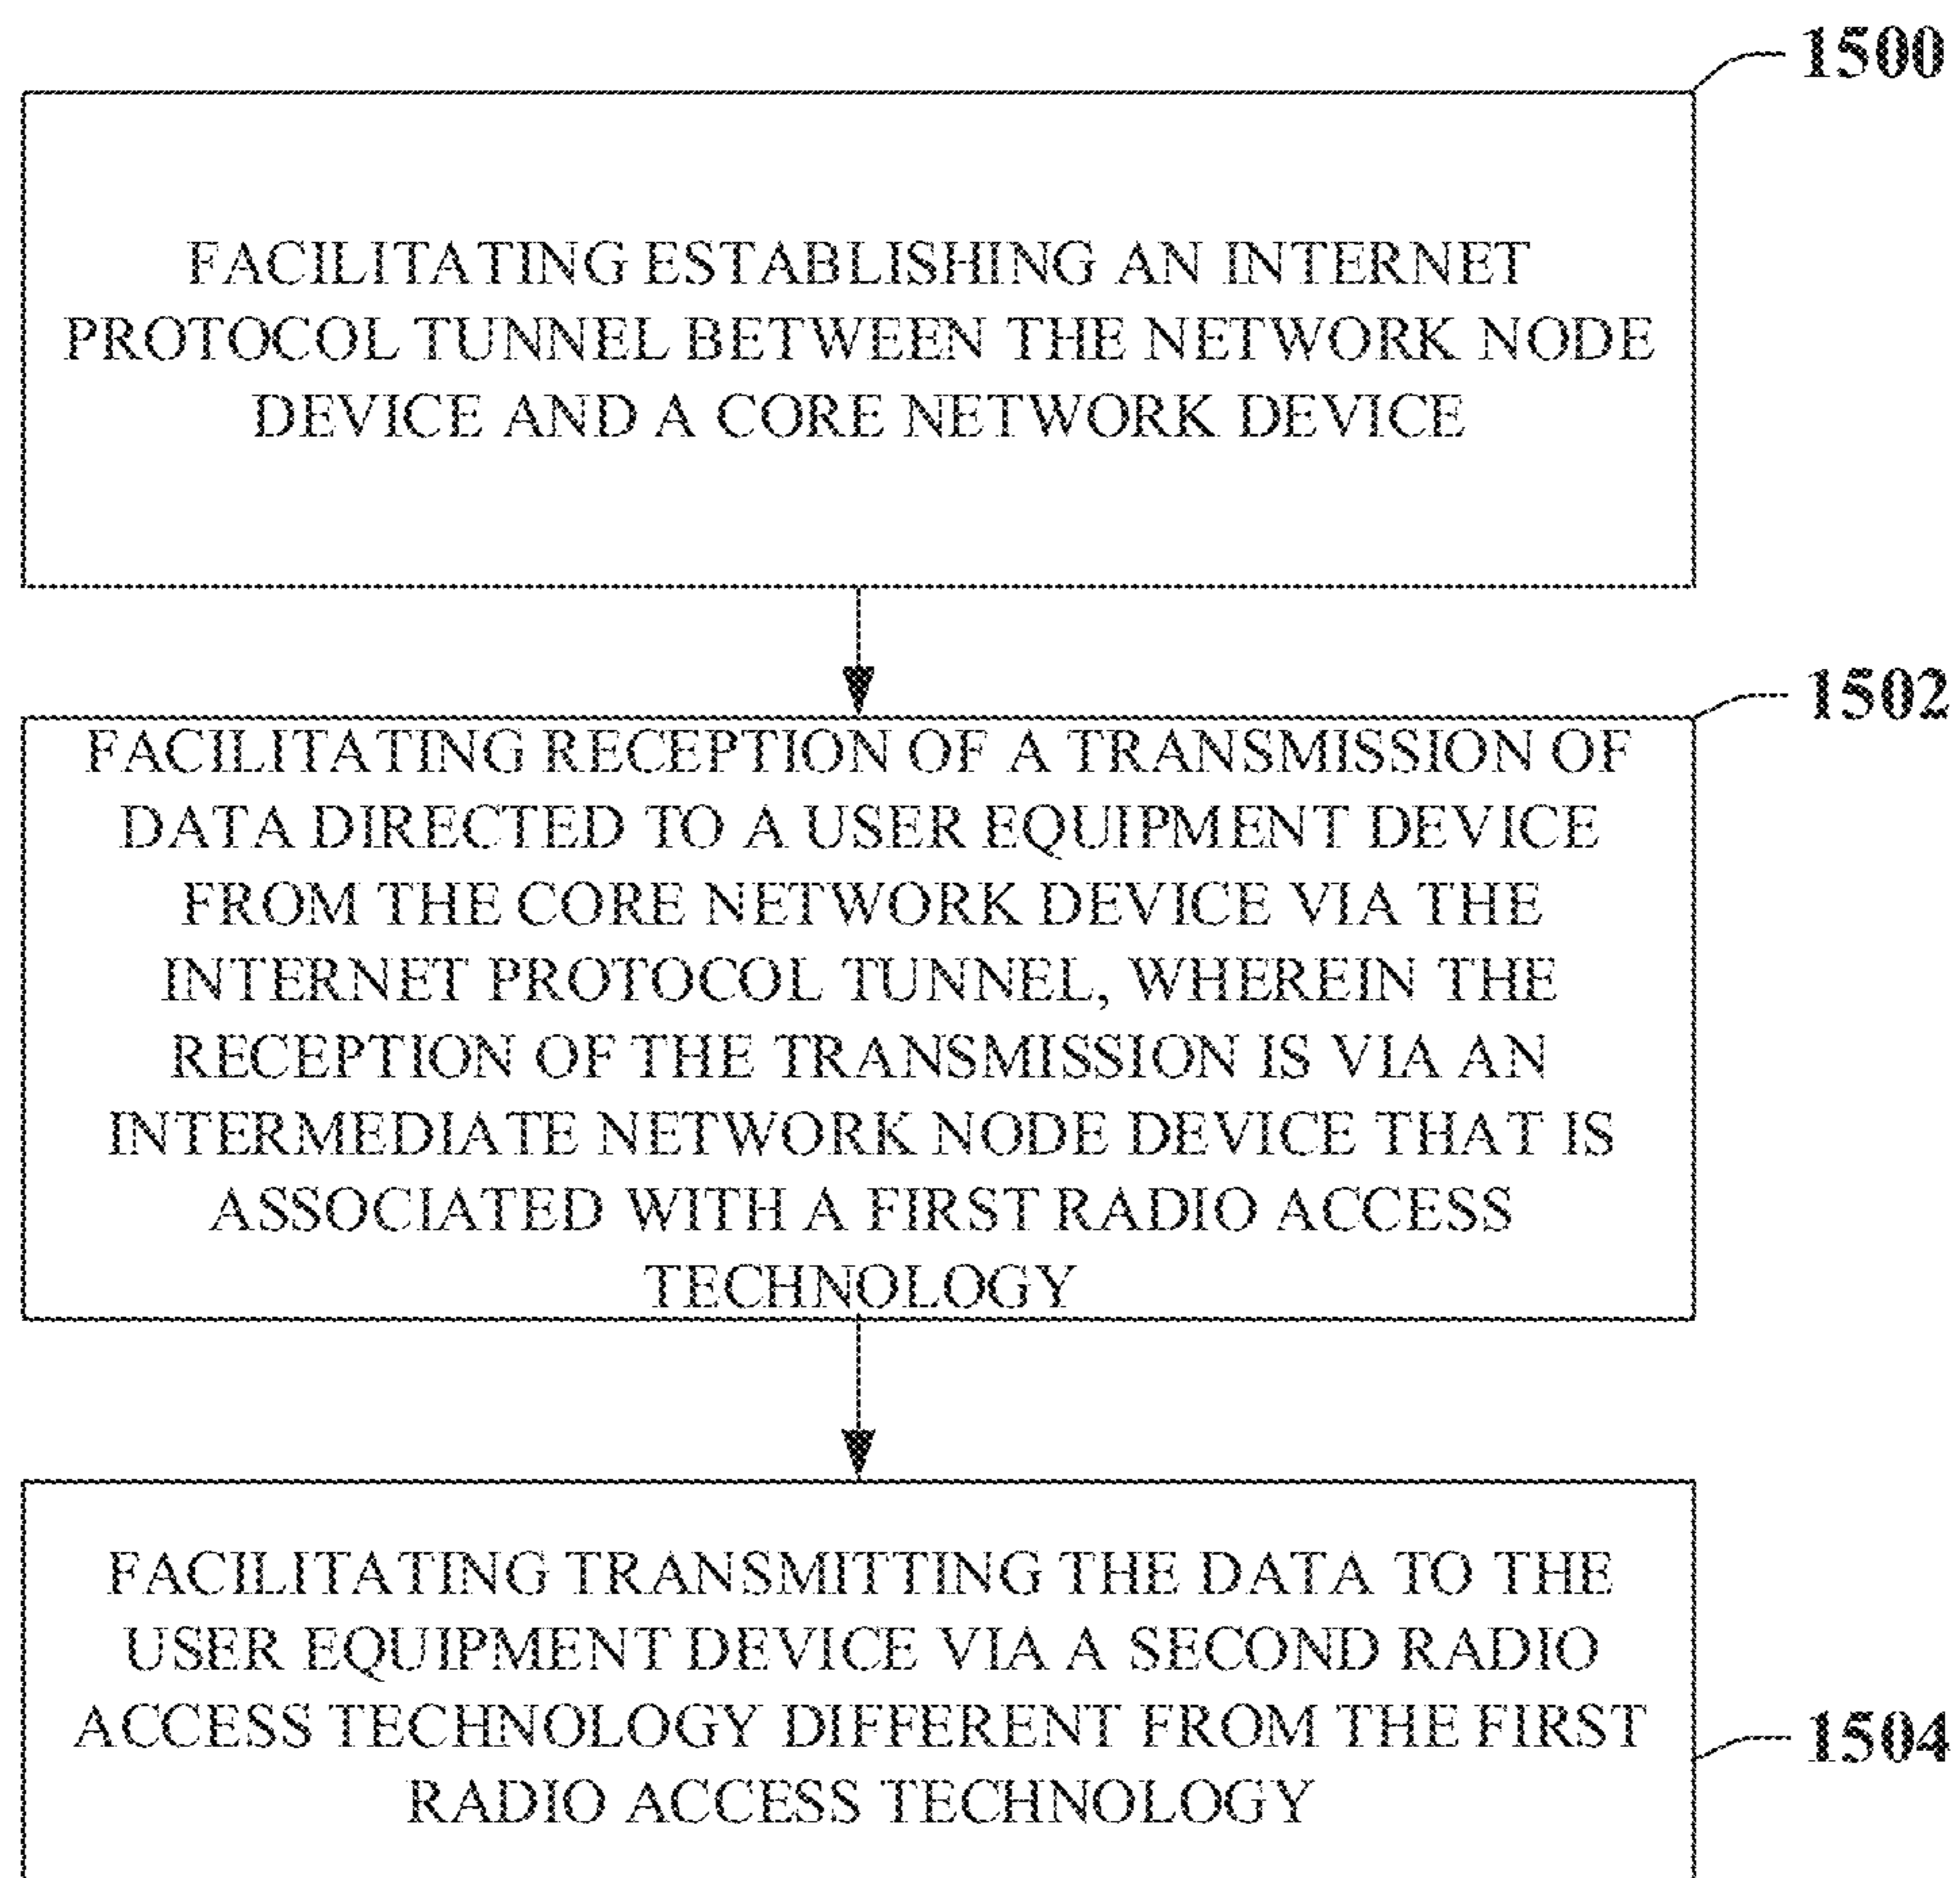 1500
FACILITATING ESTABLISHING AN INTERNET
PROTOCOL TUNNEL BETWEEN THE NETWORK NODE
DEVICE AND A CORE NETWORK DEVICE
1502
FACILITATING RECEPTION OF A TRANSMISSION OF
DATA DIRECTED TO A USER EQUIPMENT DEVICE
FROM THE CORE NETWORK DEVICE VIA THE
INTERNET PROTOCOL TUNNEL, WHEREIN THE
RECEPTION OF THE TRANSMISSION IS VIA AN
INTERMEDIATE NETWORK NODE DEVICE THAT IS
ASSOCIATED WITH A FIRST RADIO ACCESS
TECHNOLOGY
FACILITATING TRANSMITTING THE DATA TO THE
USER EQUIPMENT DEVICE VIA A SECOND RADIO
ACCESS TECHNOLOGY DIFFERENT FROM THE FIRST
RADIO ACCESS TECHNOLOGY
1504